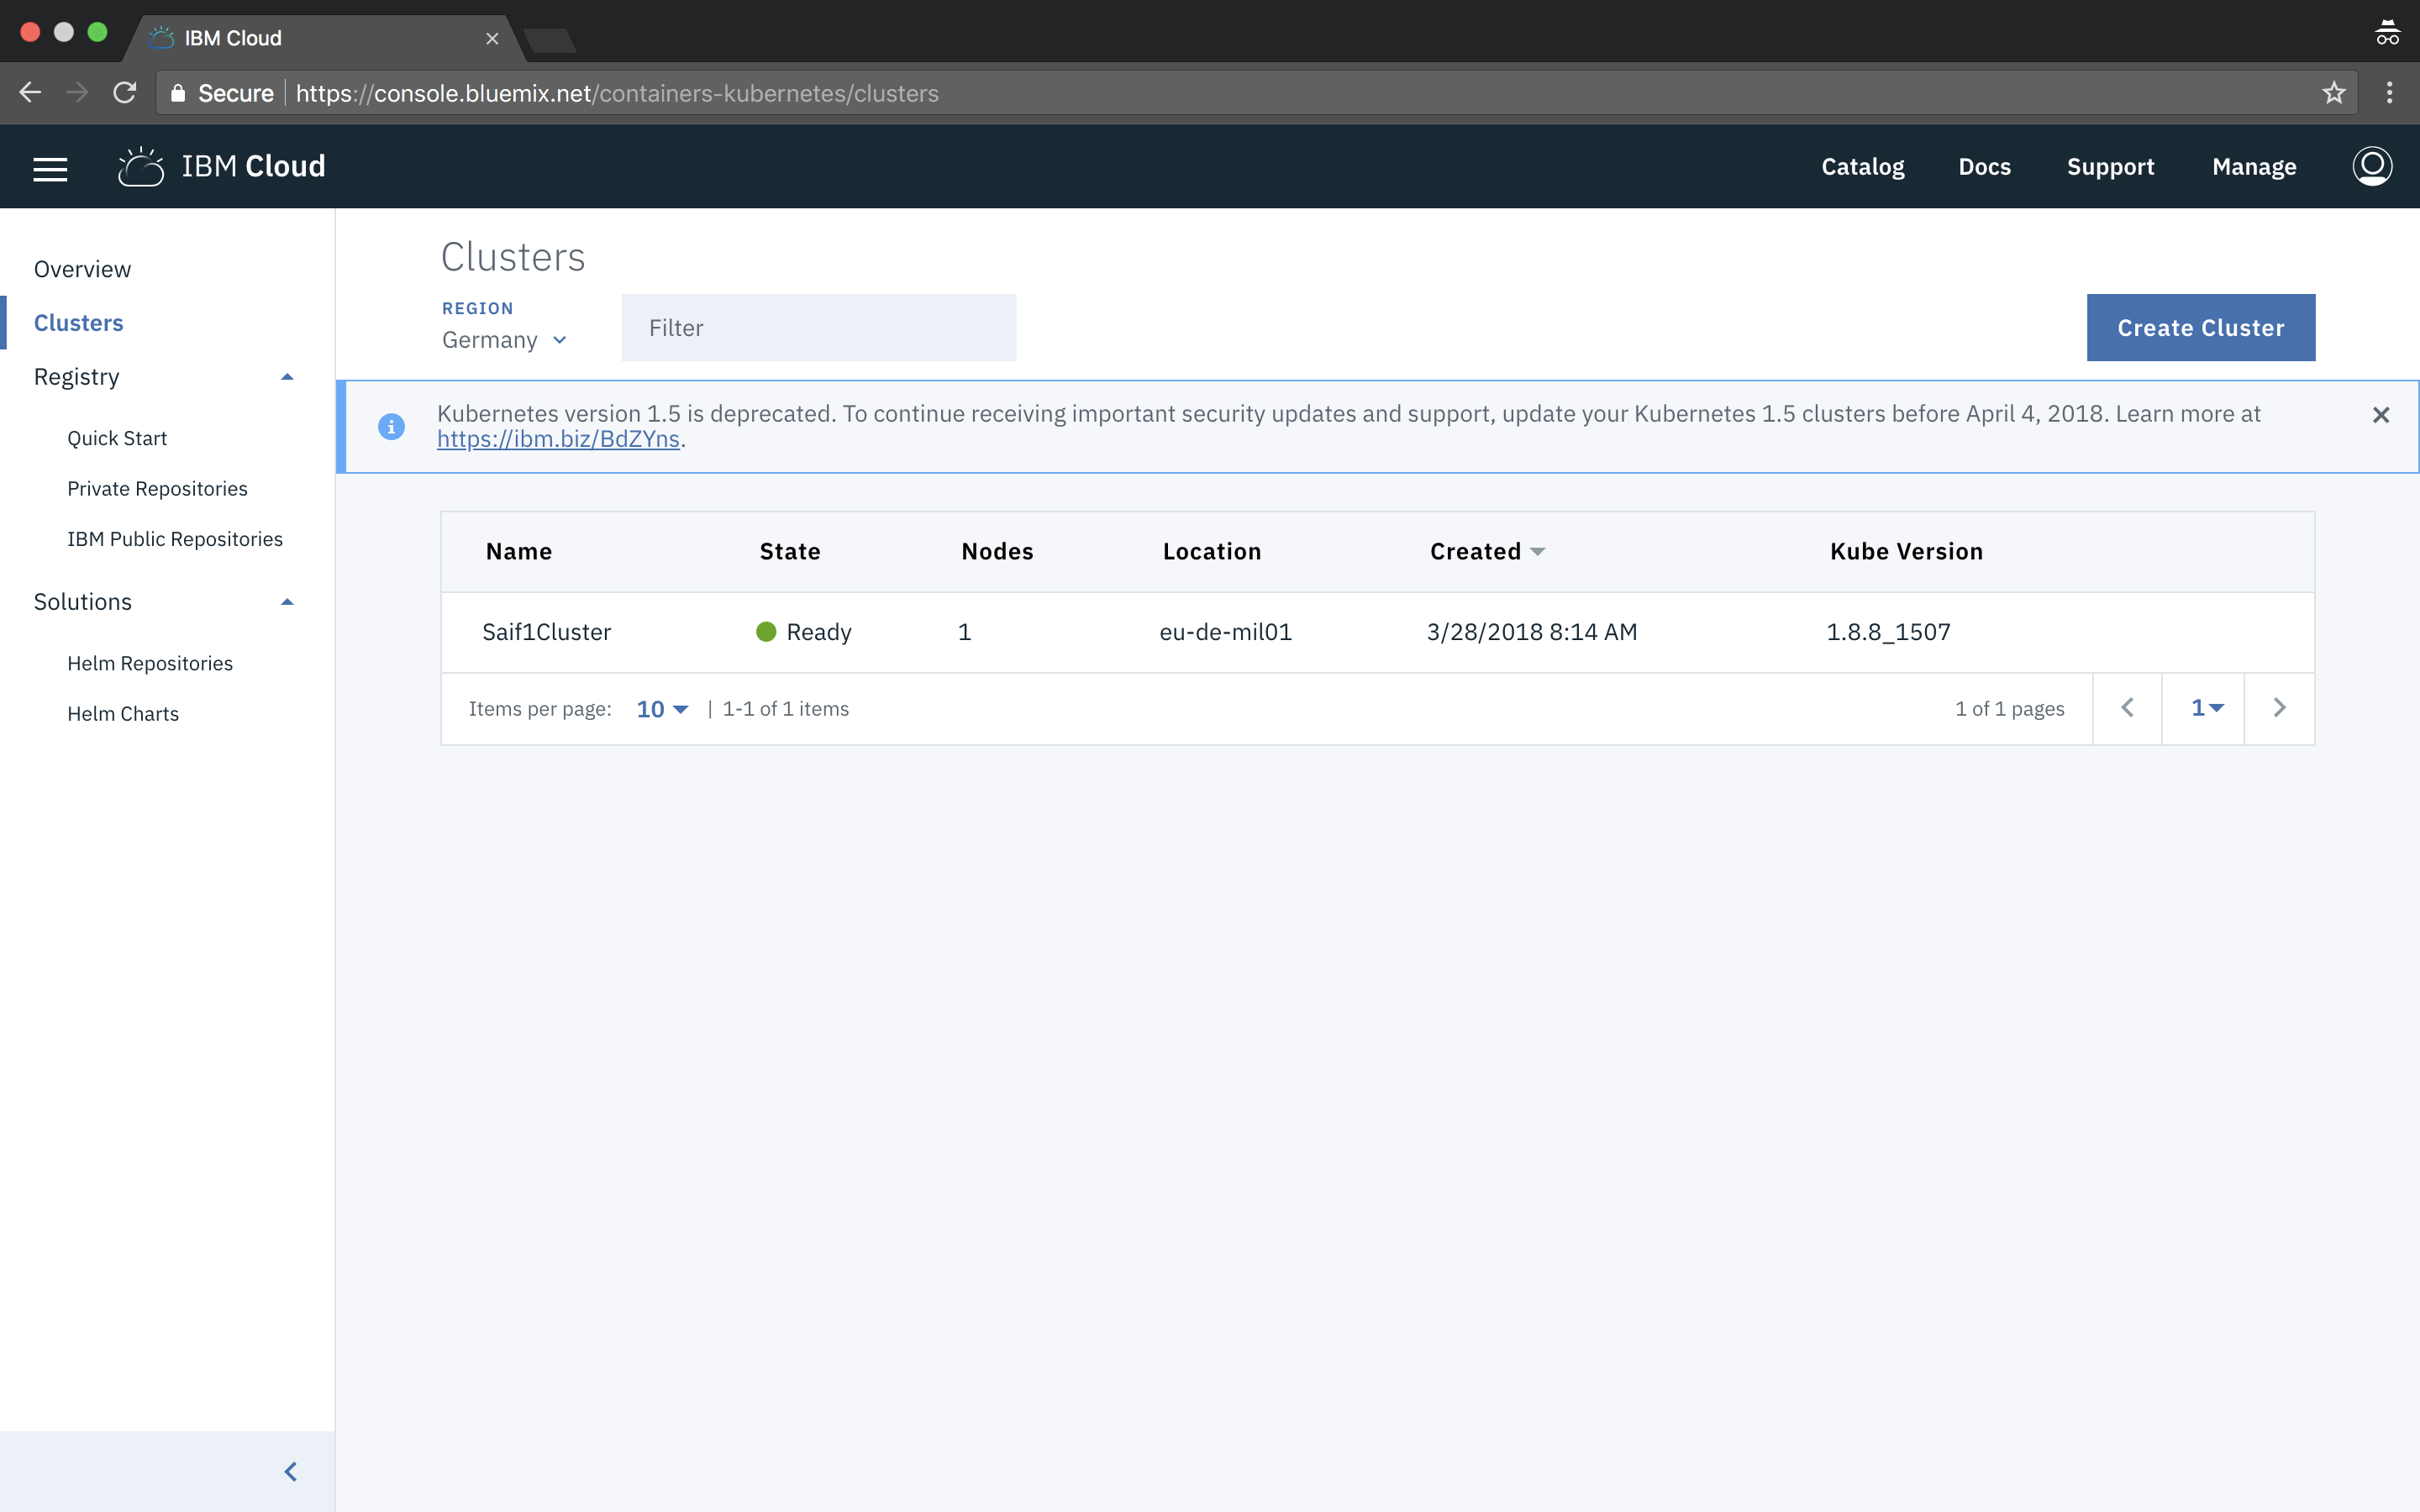 IBM Cloud
Secure https://console.bluemix.net/containers-kubernetes/clusters
IBM Cloud
Catalog Docs Support Manage
Overview
Clusters
Registry
Quick Start
Private Repositories
IBM Public Repositories
Solutions
Helm Repositories
Helm Charts
Clusters
REGION
Germany
Filter
Create Cluster
Kubernetes version 1.5 is deprecated. To continue receiving important security updates and support, update your Kubernetes 1.5 clusters before April 4, 2018. Learn more at
https://ibm.biz/BdZYns.
Name State Nodes Location Created Kube Version
Saif1Cluster Ready 1 eu-de-mil01 3/28/2018 8:14 AM 1.8.8_1507
Items per page: 10 | 1-1 of 1 items 1 of 1 pages 1